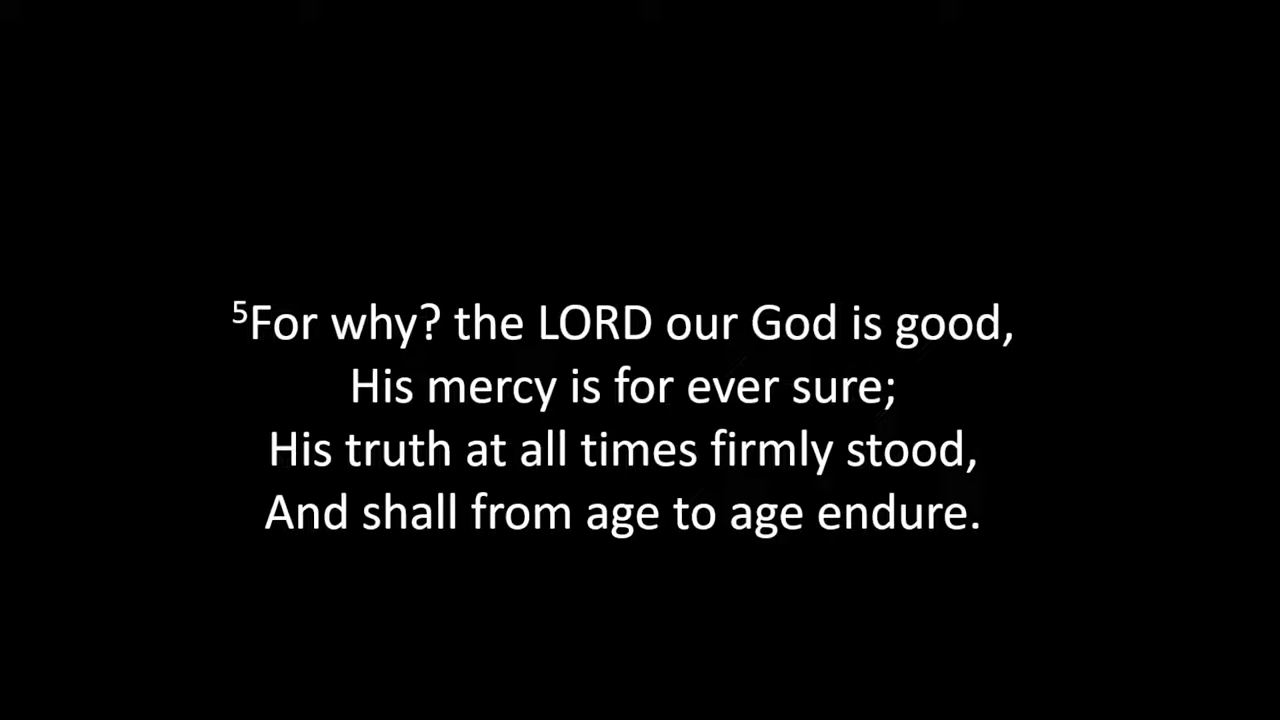 ⁵For why? the LORD our God is good,
His mercy is for ever sure;
His truth at all times firmly stood,
And shall from age to age endure.